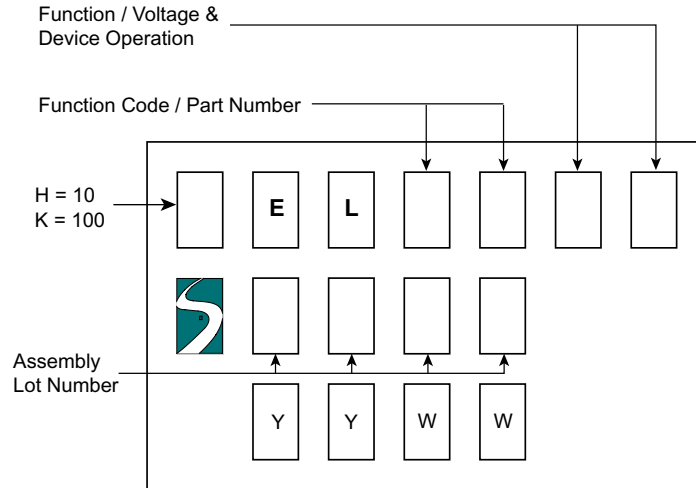 Function / Voltage &
Device Operation
Function Code / Part Number
H = 10
K = 100
E L
Assembly
Lot Number
Y Y W W